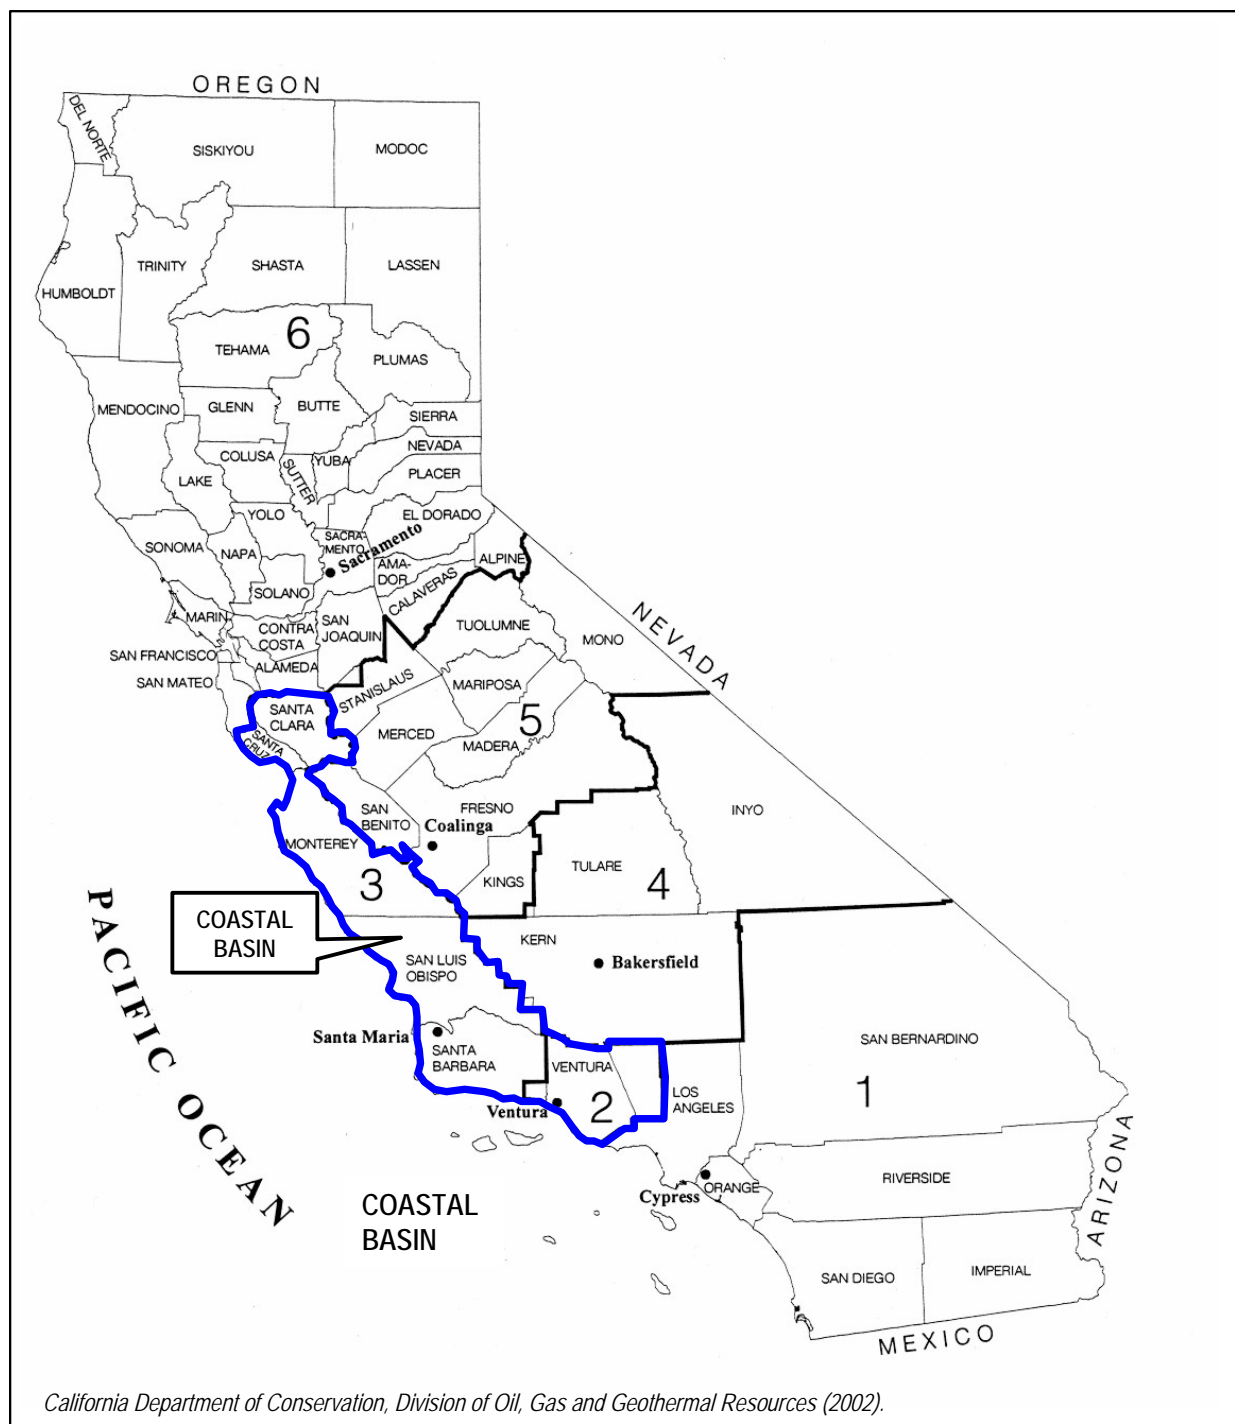 OREGON
DEL NORTE
SISKIYOU
MODOC
HUMBOLDT
TRINITY
SHASTA
LASSEN
TEHAMA
6
PLUMAS
MENDOCINO
GLENN
BUTTE
SIERRA
NEVADA
PLACER
COLUSA
SUTTER
YUBA
LAKE
YOLO
EL DORADO
SONOMA
NAPA
SACRA-
MENTO
Sacramento
AMA-
DOR
ALPINE
SOLANO
CALAVERAS
MARIN
CONTRA
COSTA
SAN
JOAQUIN
TUOLUMNE
MONO
NEVADA
SAN FRANCISCO
ALAMEDA
SAN MATEO
STANISLAUS
MARIPOSA
SANTA
CLARA
SANTA
CRUZ
MERCED
5
MADERA
SAN
BENITO
FRESNO
INYO
Coalinga
MONTEREY
3
KINGS
TULARE
4
PACIFIC OCEAN
COASTAL
BASIN
KERN
SAN LUIS
OBISPO
Bakersfield
Santa Maria
SANTA
BARBARA
VENTURA
2
Ventura
LOS
ANGELES
SAN BERNARDINO
1
Cypress
ORANGE
RIVERSIDE
ARIZONA
COASTAL
BASIN
SAN DIEGO
IMPERIAL
MEXICO
California Department of Conservation, Division of Oil, Gas and Geothermal Resources (2002).